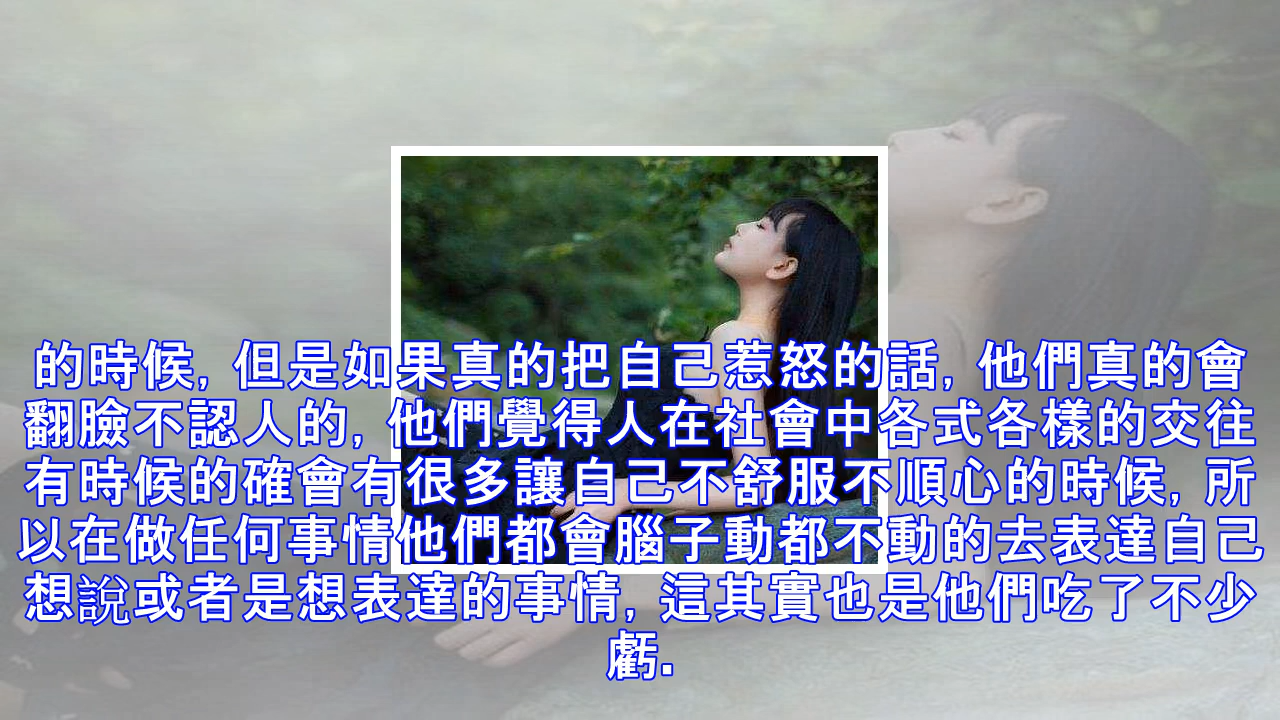 的時候, 但是如果真的把自己惹怒的話, 他們真的會
翻臉不認人的, 他們覺得人在社會中各式各樣的交往
有時候的確會有很多讓自己不舒服不順心的時候, 所
以在做任何事情他們都會腦子動都不動的去表達自己
想說或者是想表達的事情, 這其實也是他們吃了不少
虧.